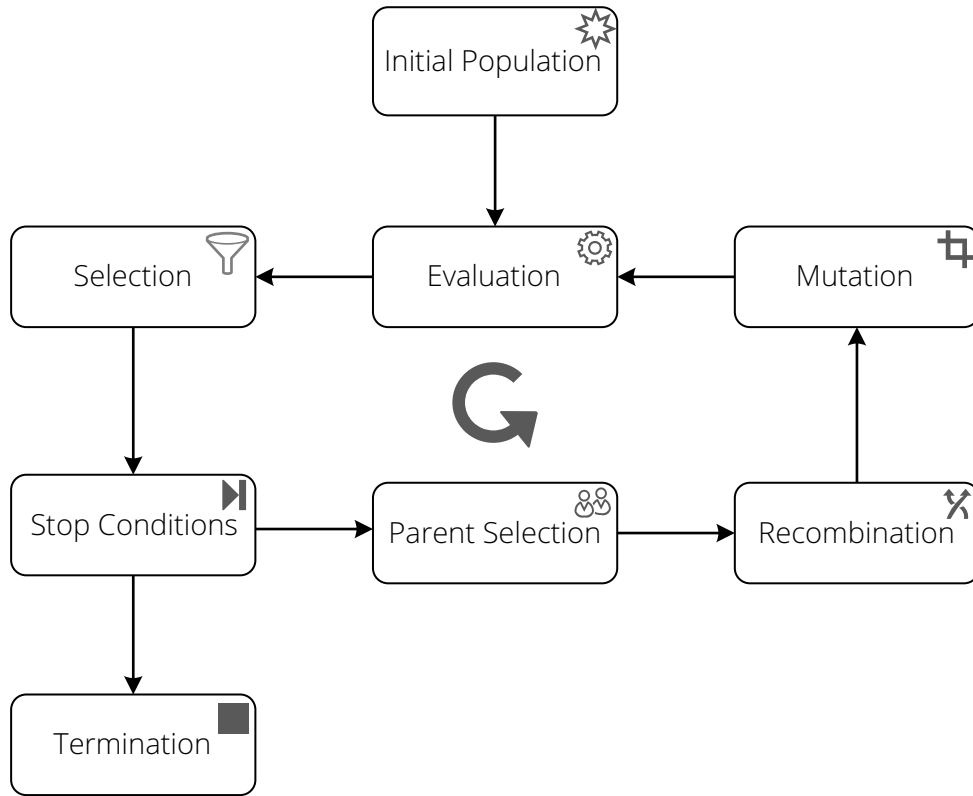 Initial Population
Selection
Evaluation
Mutation
Stop Conditions
Parent Selection
Recombination
Termination